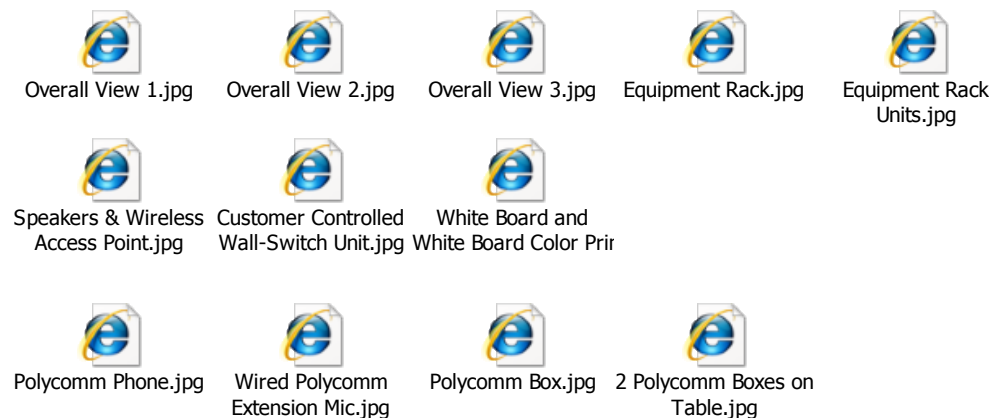 Overall View 1.jpg
Overall View 2.jpg
Overall View 3.jpg
Equipment Rack.jpg
Equipment Rack
Units.jpg
Speakers & Wireless
Access Point.jpg
Customer Controlled
Wall-Switch Unit.jpg
White Board and
White Board Color Prin
Polycomm Phone.jpg
Wired Polycomm
Extension Mic.jpg
Polycomm Box.jpg
2 Polycomm Boxes on
Table.jpg